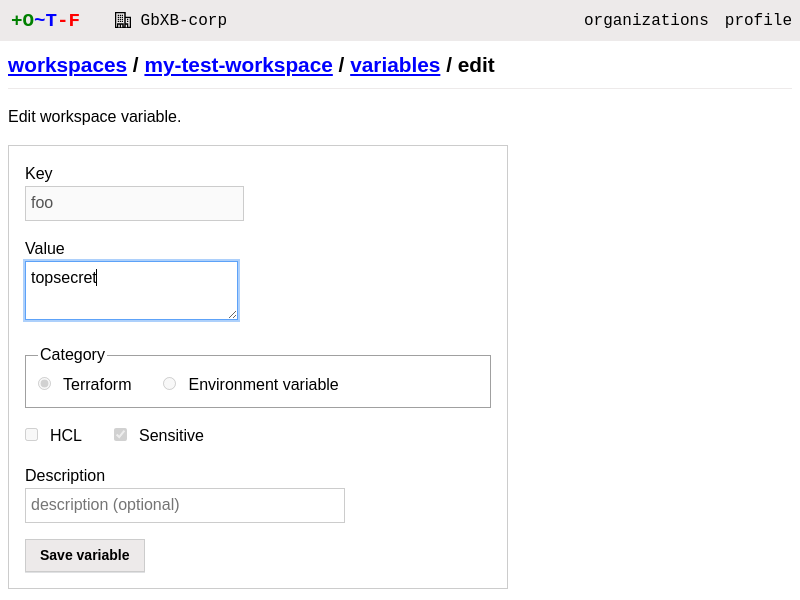 +O~T-F GbXB-corp organizations profile
workspaces / my-test-workspace / variables / edit
Edit workspace variable.
Key
foo
Value
topsecret
Category
Terraform Environment variable
HCL Sensitive
Description
description (optional)
Save variable